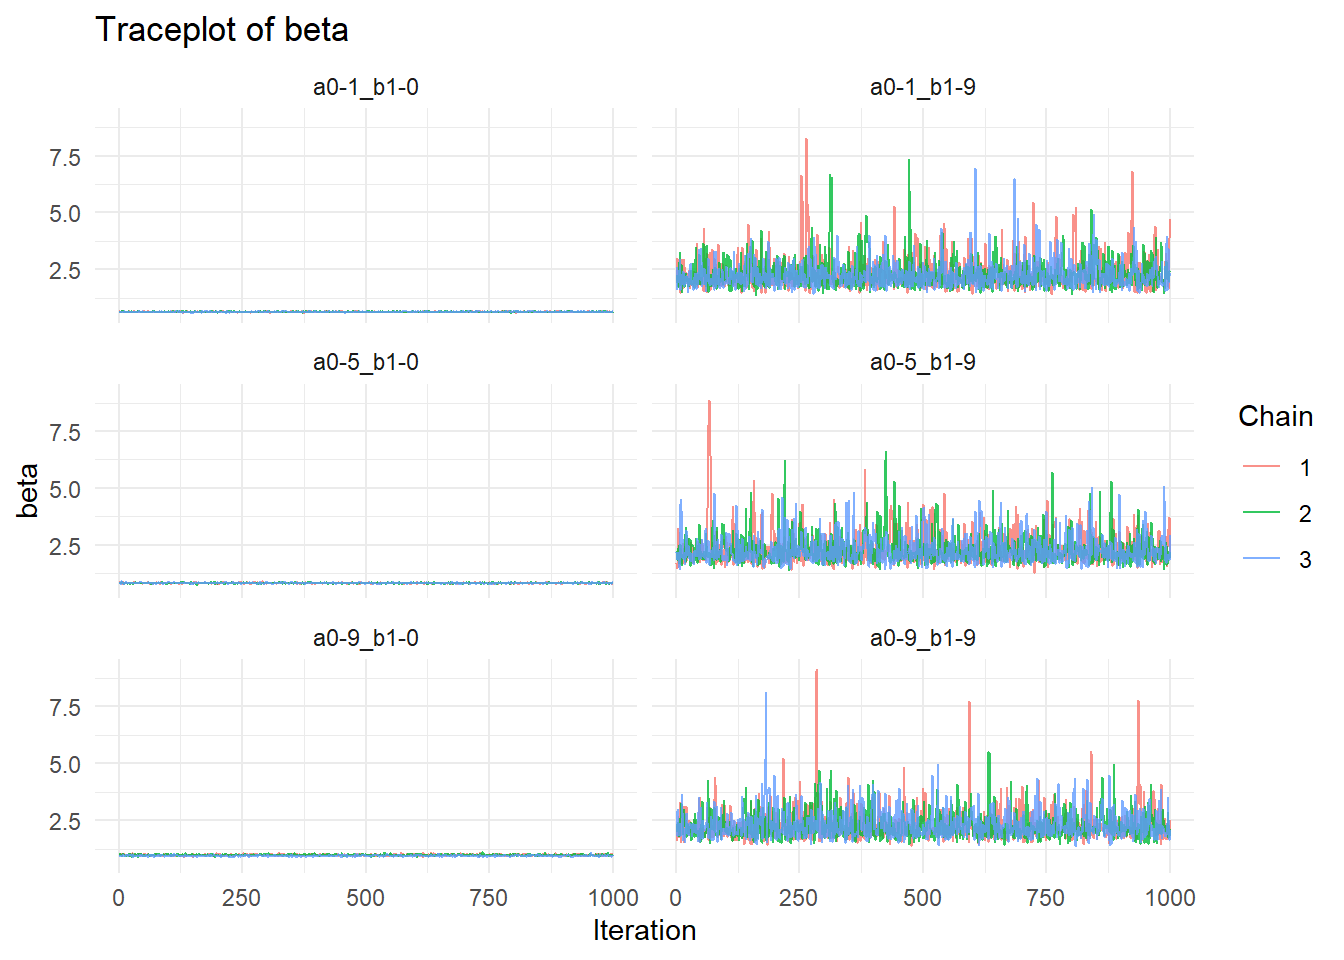 Traceplot of beta
a0-1_b1-0 a0-1_b1-9
7.5
5.0
2.5
a0-5_b1-0 a0-5_b1-9
7.5
5.0
2.5
a0-9_b1-0 a0-9_b1-9
7.5
5.0
2.5
0 250 500 750 1000 0 250 500 750 1000
Iteration
beta
Chain
1
2
3